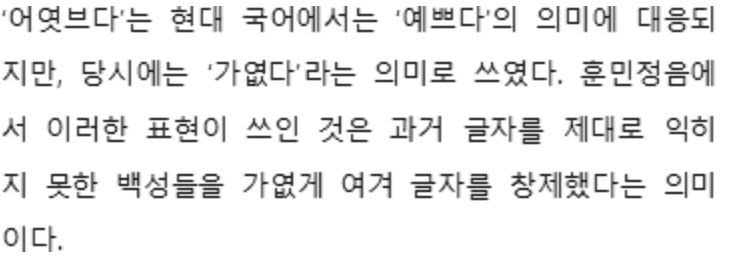 '어엿브다'는 현대 국어에서는 '예쁘다'의 의미에 대응되
지만, 당시에는 '가엾다'라는 의미로 쓰였다. 훈민정음에
서 이러한 표현이 쓰인 것은 과거 글자를 제대로 익히
지 못한 백성들을 가엾게 여겨 글자를 창제했다는 의미
이다.